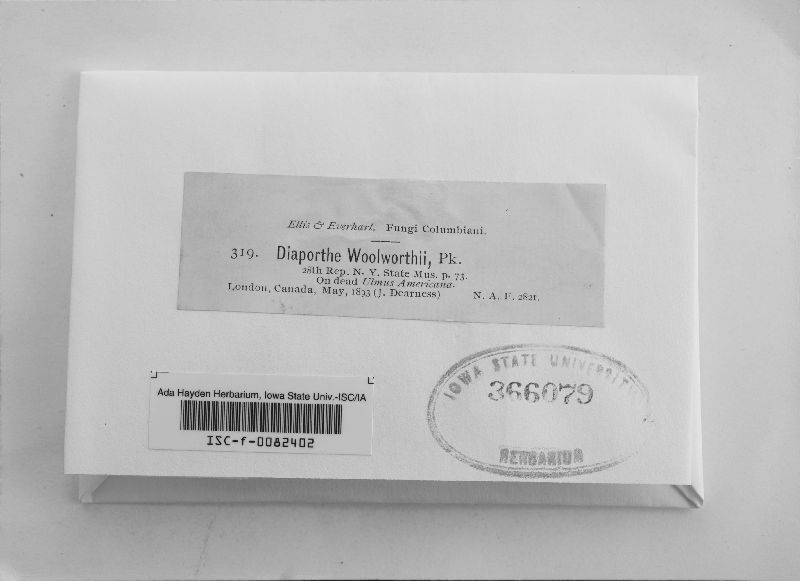 Ellis & Everhart, Fungi Columbiani.
319. Diaporthe Woolworthii, Pk.
28th Rep. N. Y. State Mus. p. 73.
On dead Ulmus Americana.
London, Canada, May, 1893 (J. Dearness) N. A. F. 2821.
Ada Hayden Herbarium, Iowa State Univ.-ISC/IA
ISC-f-0082402
IOWA STATE UNIVERSITY
366079
HERBARIUM